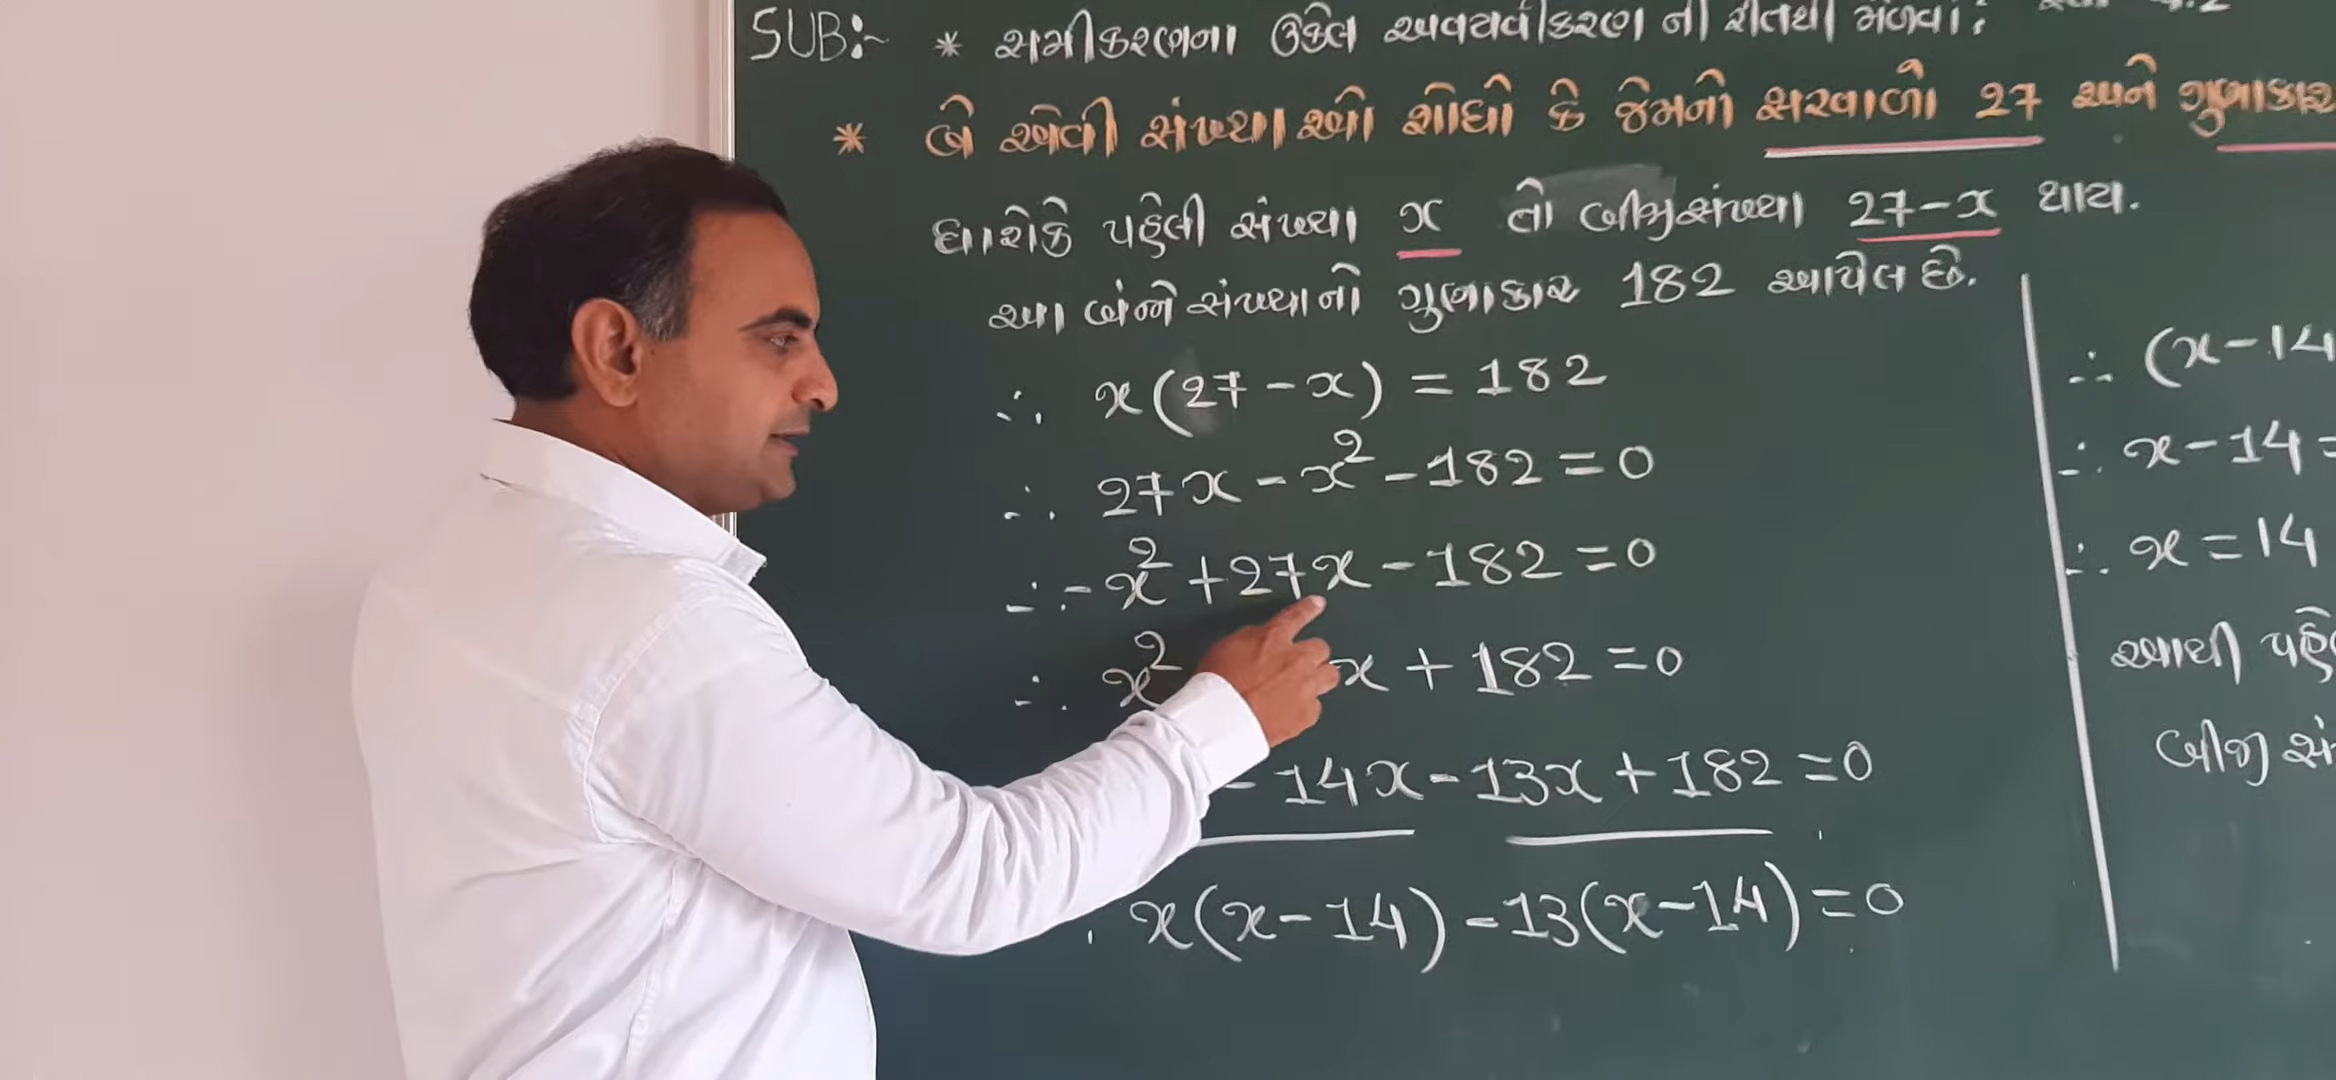 SUB:- * સમીકરણના ઉકેલ અવયવીકરણ ની રીતથી મેળવો:
* બે એવી સંખ્યાઓ શોધો કે જેમનો સરવાળો 27 અને ગુણાકાર
ધારોકે પહેલી સંખ્યા x તો બીજી સંખ્યા 27-x થાય.
આ બંને સંખ્યાનો ગુણાકાર 182 આપેલ છે.
∴ x(27-x) = 182
∴ 27x - x² - 182 = 0
∴ -x² + 27x - 182 = 0
∴ x² x + 182 = 0
- 14x - 13x + 182 = 0
x(x-14) - 13(x-14) = 0
∴ (x-14
∴ x-14=
∴ x = 14
આથી
બીજી